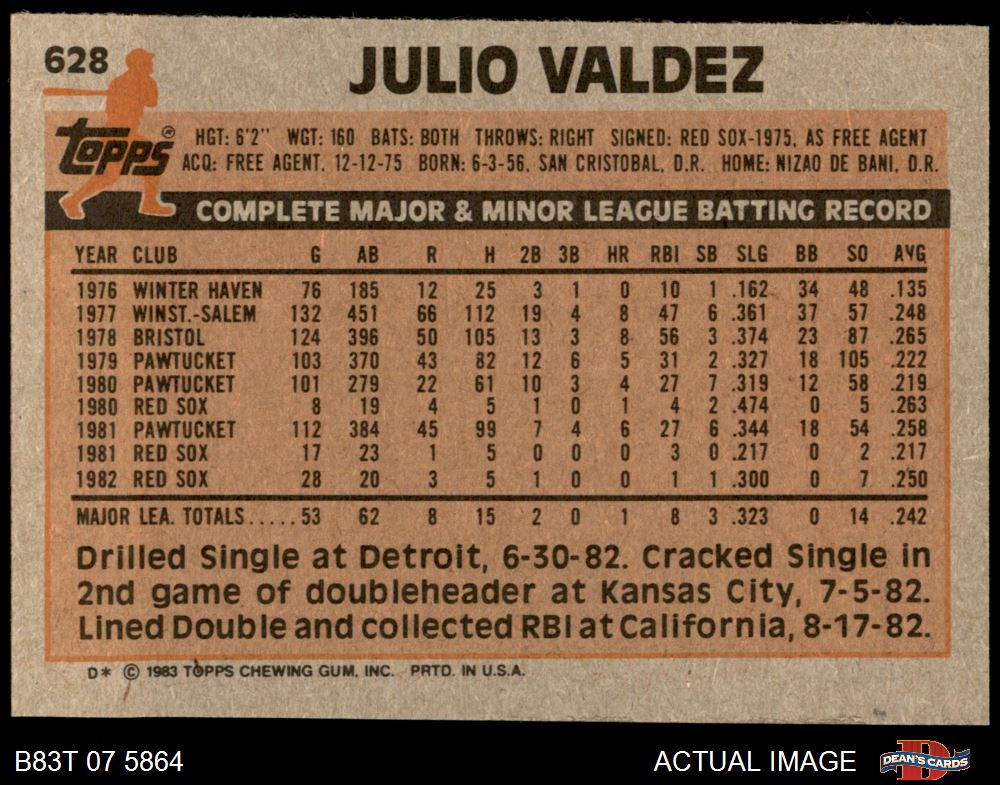 628 JULIO VALDEZ
topps ® HGT: 6'2" WGT: 160 BATS: BOTH THROWS: RIGHT SIGNED: RED SOX-1975, AS FREE AGENT
ACQ: FREE AGENT, 12-12-75 BORN: 6-3-56, SAN CRISTOBAL, D.R. HOME: NIZAO DE BANI, D.R.
COMPLETE MAJOR & MINOR LEAGUE BATTING RECORD
YEAR CLUB G AB R H 2B 3B HR RBI SB SLG BB SO AVG
1976 WINTER HAVEN 76 185 12 25 3 1 0 10 1 .162 34 48 .135
1977 WINST.-SALEM 132 451 66 112 19 4 8 47 6 .361 37 57 .248
1978 BRISTOL 124 396 50 105 13 3 8 56 3 .374 23 87 .265
1979 PAWTUCKET 103 370 43 82 12 6 5 31 2 .327 18 105 .222
1980 PAWTUCKET 101 279 22 61 10 3 4 27 7 .319 12 58 .219
1980 RED SOX 8 19 4 5 1 0 1 4 2 .474 0 5 .263
1981 PAWTUCKET 112 384 45 99 7 4 6 27 6 .344 18 54 .258
1981 RED SOX 17 23 1 5 0 0 0 3 0 .217 0 2 .217
1982 RED SOX 28 20 3 5 1 0 0 1 1 .300 0 7 .250
MAJOR LEA. TOTALS.....53 62 8 15 2 0 1 8 3 .323 0 14 .242
Drilled Single at Detroit, 6-30-82. Cracked Single in
2nd game of doubleheader at Kansas City, 7-5-82.
Lined Double and collected RBI at California, 8-17-82.
D* © 1983 TOPPS CHEWING GUM, INC. PRTD. IN U.S.A.
B83T 07 5864 ACTUAL IMAGE D DEAN'S CARDS